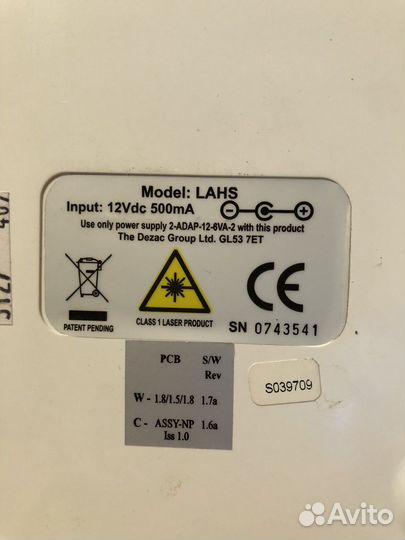 Model: LAHS
Input: 12Vdc 500mA
Use only power supply 2-ADAP-12-6VA-2 with this product
The Dezac Group Ltd. GL53 7ET
PATENT PENDING
CLASS 1 LASER PRODUCT
CE
SN 0743541
PCB S/W
Rev
W - 1.8/1.5/1.8 1.7a
C - ASSY-NP 1.6a
Iss 1.0
S039709
Avito